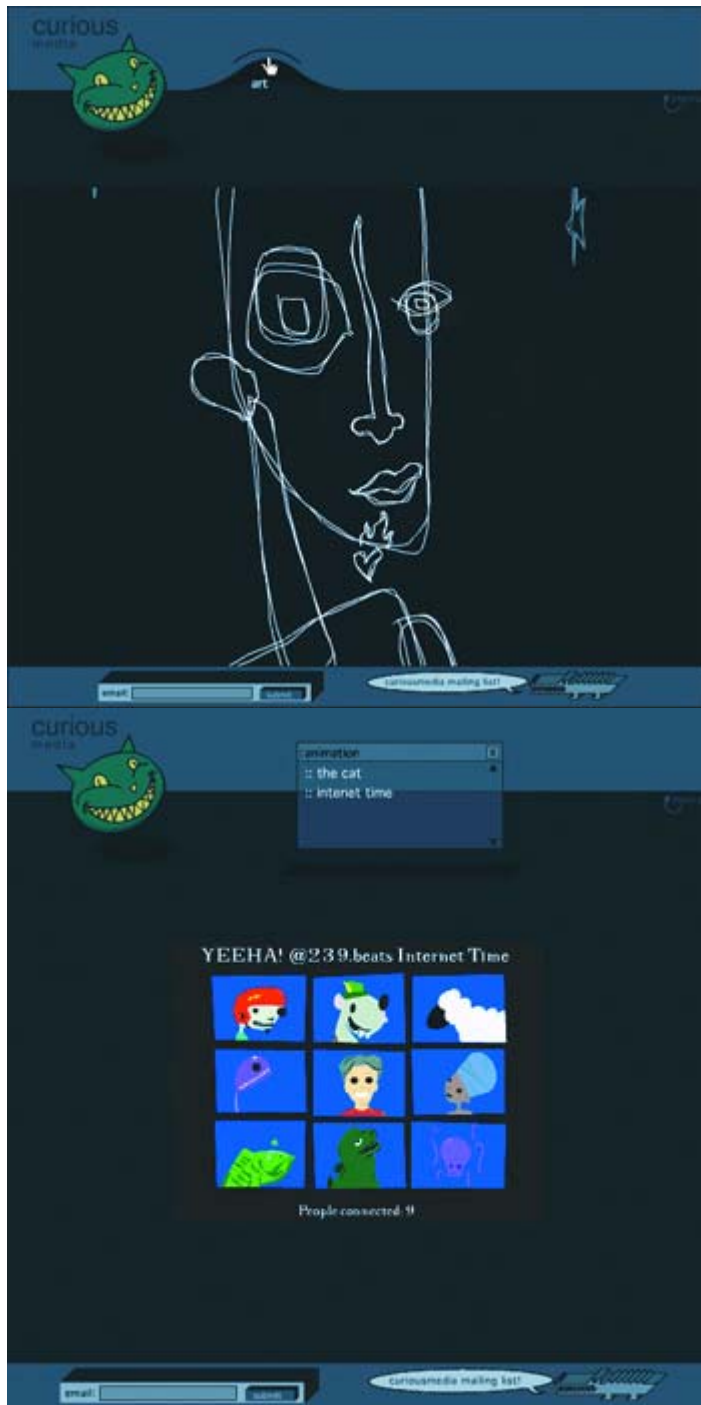 curious
media
art
email:
submit
curiousmedia mailing list!
curious
media
animation
x
:: the cat
:: intenet time
YEEHA! @239.beats Internet Time
People connected: 9
email:
submit
curiousmedia mailing list!